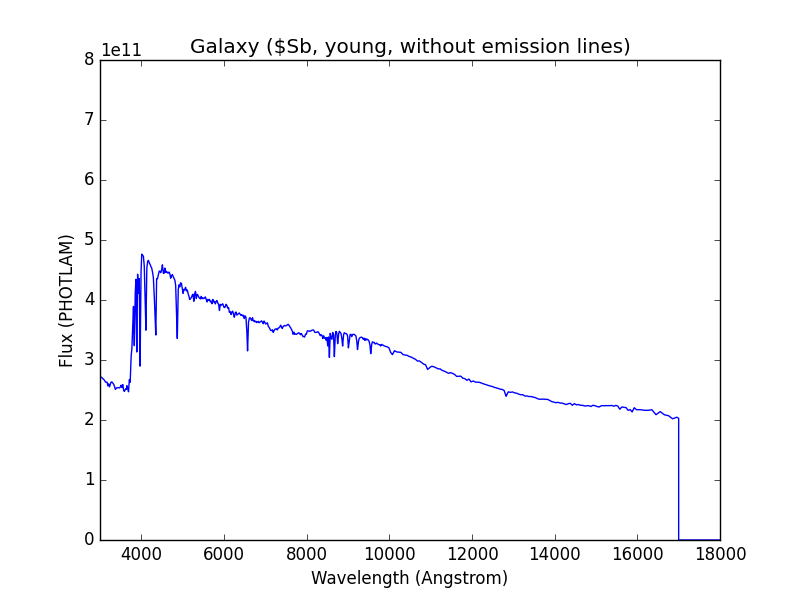 Galaxy ($Sb, young, without emission lines)
1e11
8
7
6
5
4
3
2
1
0
Flux (PHOTLAM)
4000 6000 8000 10000 12000 14000 16000 18000
Wavelength (Angstrom)